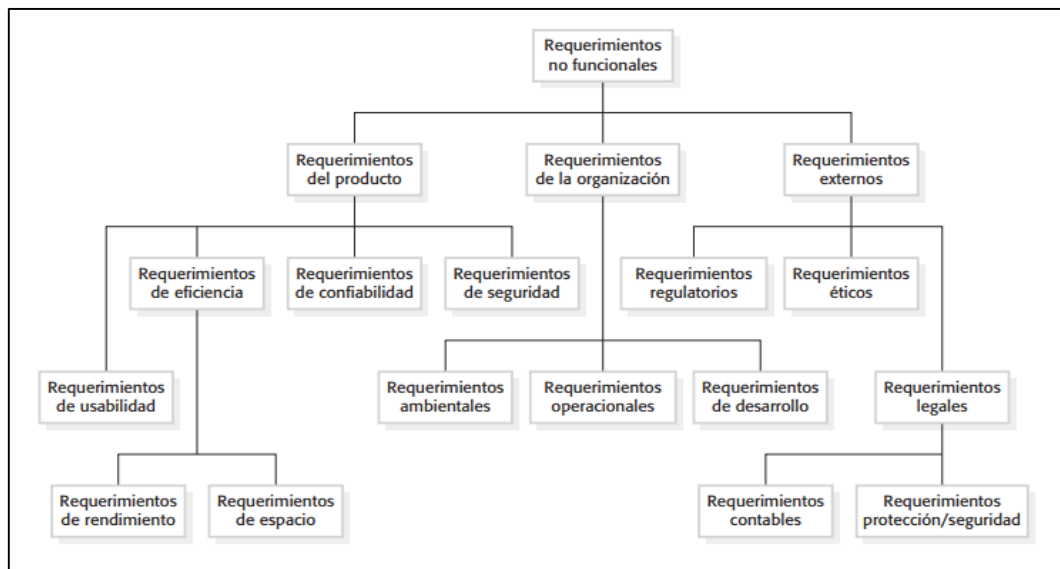 Requerimientos
no funcionales
Requerimientos
del producto
Requerimientos
de la organización
Requerimientos
externos
Requerimientos
de eficiencia
Requerimientos
de confiabilidad
Requerimientos
de seguridad
Requerimientos
regulatorios
Requerimientos
éticos
Requerimientos
de usabilidad
Requerimientos
ambientales
Requerimientos
operacionales
Requerimientos
de desarrollo
Requerimientos
legales
Requerimientos
de rendimiento
Requerimientos
de espacio
Requerimientos
contables
Requerimientos
protección/seguridad